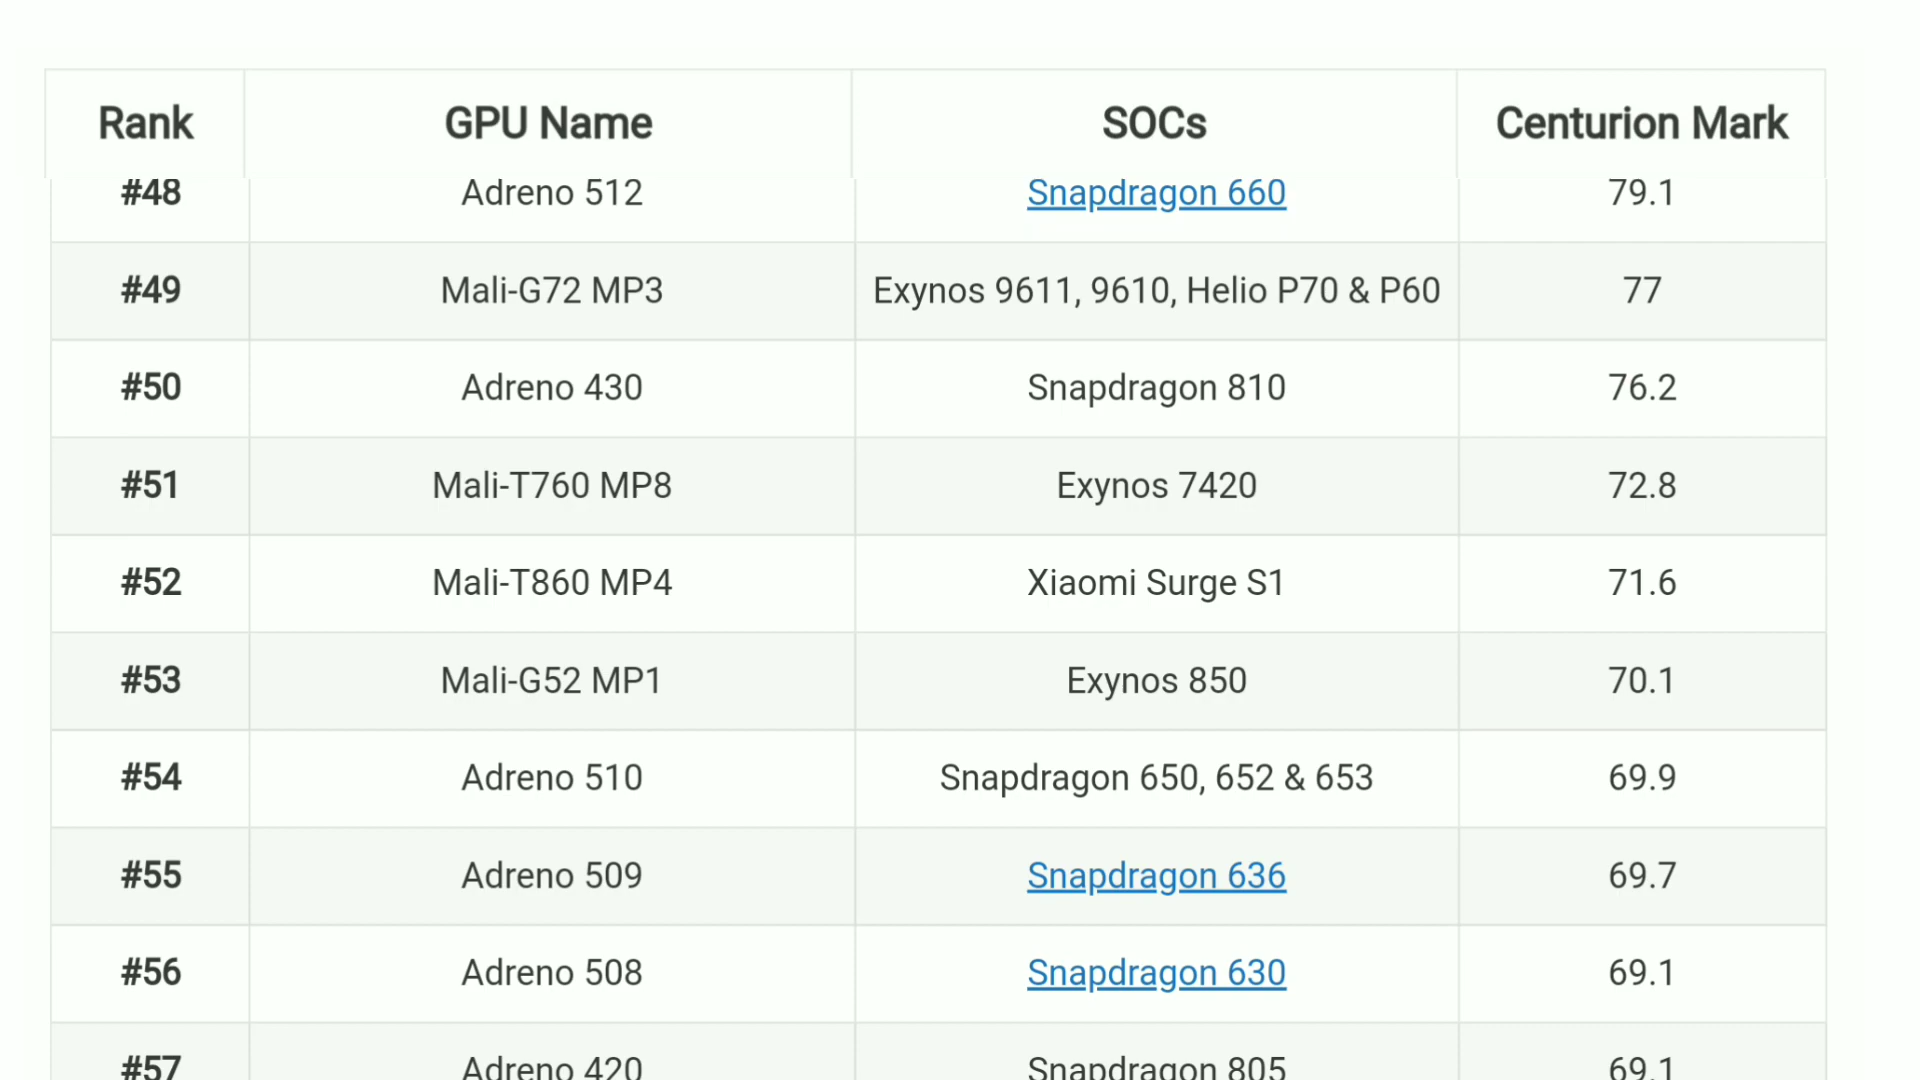 Rank GPU Name SOCs Centurion Mark
#48 Adreno 512 Snapdragon 660 79.1
#49 Mali-G72 MP3 Exynos 9611, 9610, Helio P70 & P60 77
#50 Adreno 430 Snapdragon 810 76.2
#51 Mali-T760 MP8 Exynos 7420 72.8
#52 Mali-T860 MP4 Xiaomi Surge S1 71.6
#53 Mali-G52 MP1 Exynos 850 70.1
#54 Adreno 510 Snapdragon 650, 652 & 653 69.9
#55 Adreno 509 Snapdragon 636 69.7
#56 Adreno 508 Snapdragon 630 69.1
#57 Adreno 420 Snapdragon 805 69.1